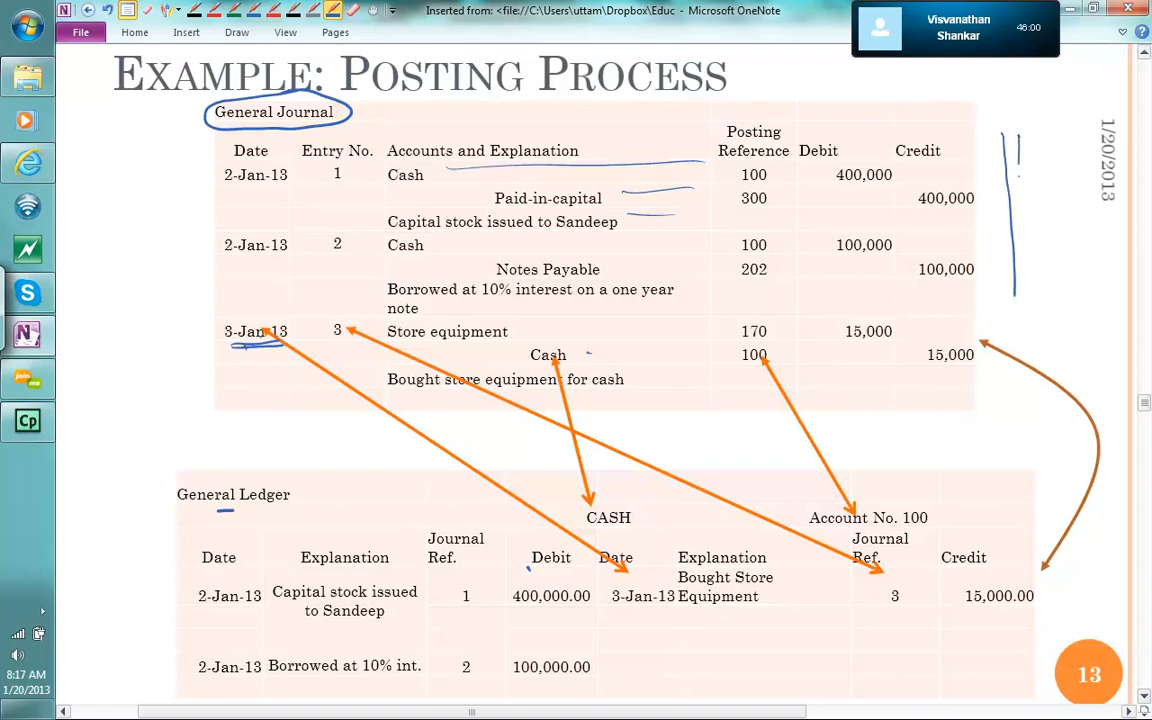 Inserted from: <file://C:\Users\uttam\Dropbox\Educ - Microsoft OneNote
Visvanathan Shankar 46:00
File Home Insert Draw View Pages
EXAMPLE: POSTING PROCESS
1/20/2013
General Journal
Date Entry No. Accounts and Explanation Posting Reference Debit Credit
2-Jan-13 1 Cash 100 400,000
Paid-in-capital 300 400,000
Capital stock issued to Sandeep
2-Jan-13 2 Cash 100 100,000
Notes Payable 202 100,000
Borrowed at 10% interest on a one year
note
3-Jan-13 3 Store equipment 170 15,000
Cash 100 15,000
Bought store equipment for cash
General Ledger
CASH Account No. 100
Date Explanation Journal Ref. Debit Date Explanation Journal Ref. Credit
2-Jan-13 Capital stock issued to Sandeep 1 400,000.00 3-Jan-13 Bought Store Equipment 3 15,000.00
2-Jan-13 Borrowed at 10% int. 2 100,000.00
13
join me
Cp
8:17 AM
1/20/2013